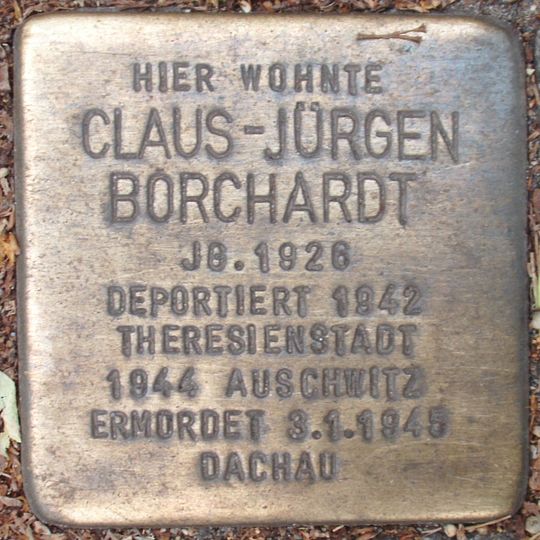 HIER WOHNTE
CLAUS-JÜRGEN
BORCHARDT
JG.1926
DEPORTIERT 1942
THERESIENSTADT
1944 AUSCHWITZ
ERMORDET 3.1.1945
DACHAU